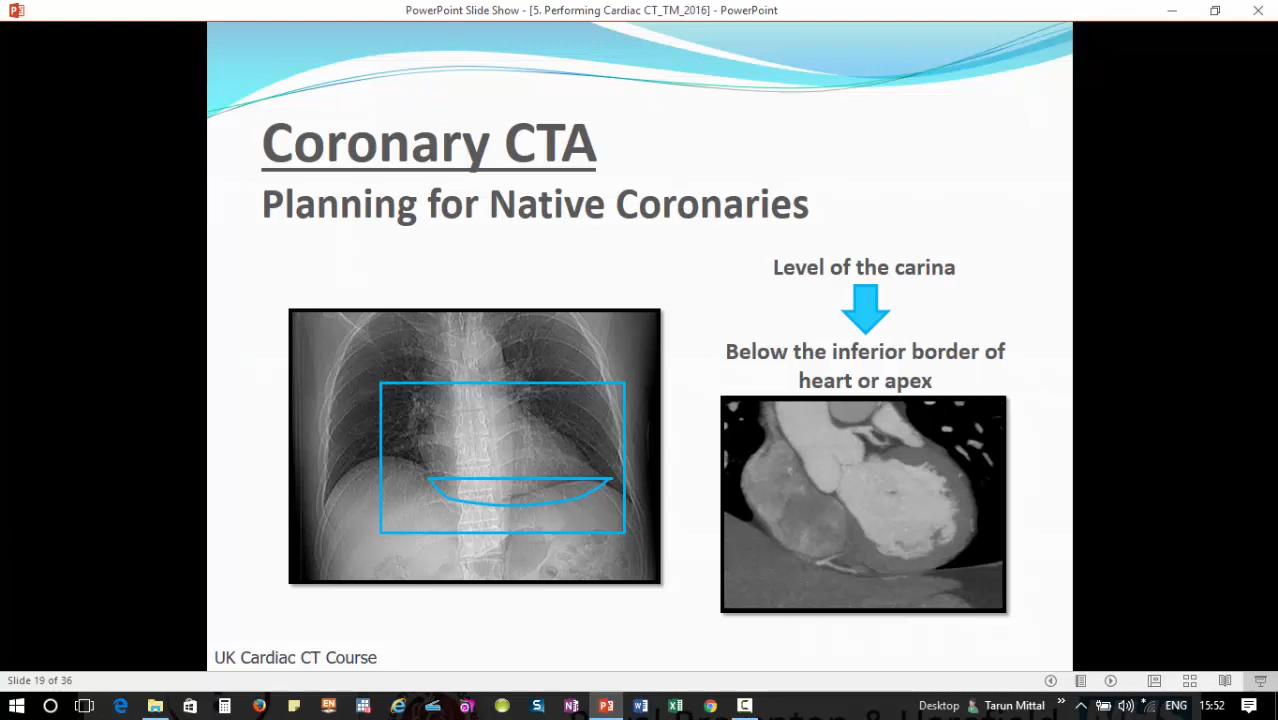 PowerPoint Slide Show - [5. Performing Cardiac CT_TM_2016] - PowerPoint
Coronary CTA
Planning for Native Coronaries
Level of the carina
Below the inferior border of
heart or apex
UK Cardiac CT Course
Slide 19 of 36
Desktop
Tarun Mittal
ENG
15:52